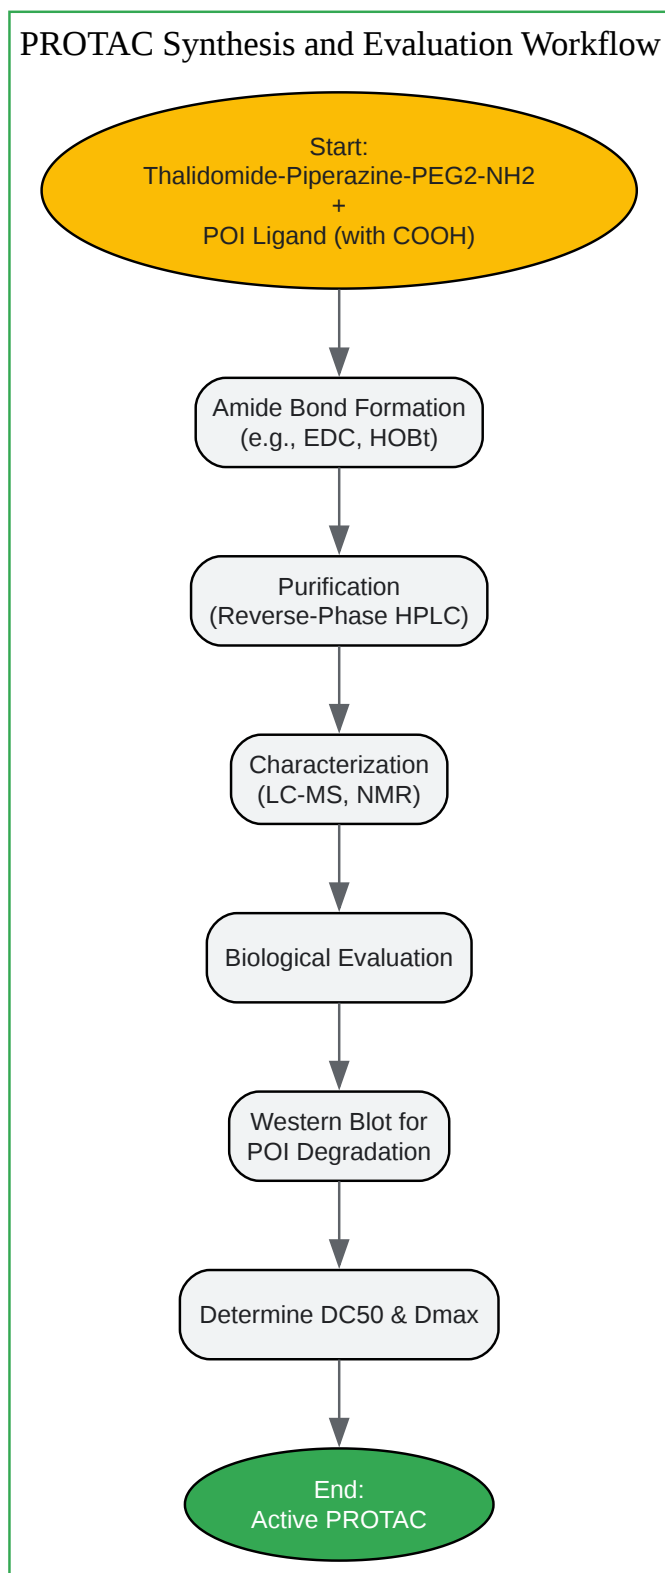 PROTAC Synthesis and Evaluation Workflow
Start:
Thalidomide-Piperazine-PEG2-NH2
+
POI Ligand (with COOH)
Amide Bond Formation
(e.g., EDC, HOBt)
Purification
(Reverse-Phase HPLC)
Characterization
(LC-MS, NMR)
Biological Evaluation
Western Blot for
POI Degradation
Determine DC50 & Dmax
End:
Active PROTAC